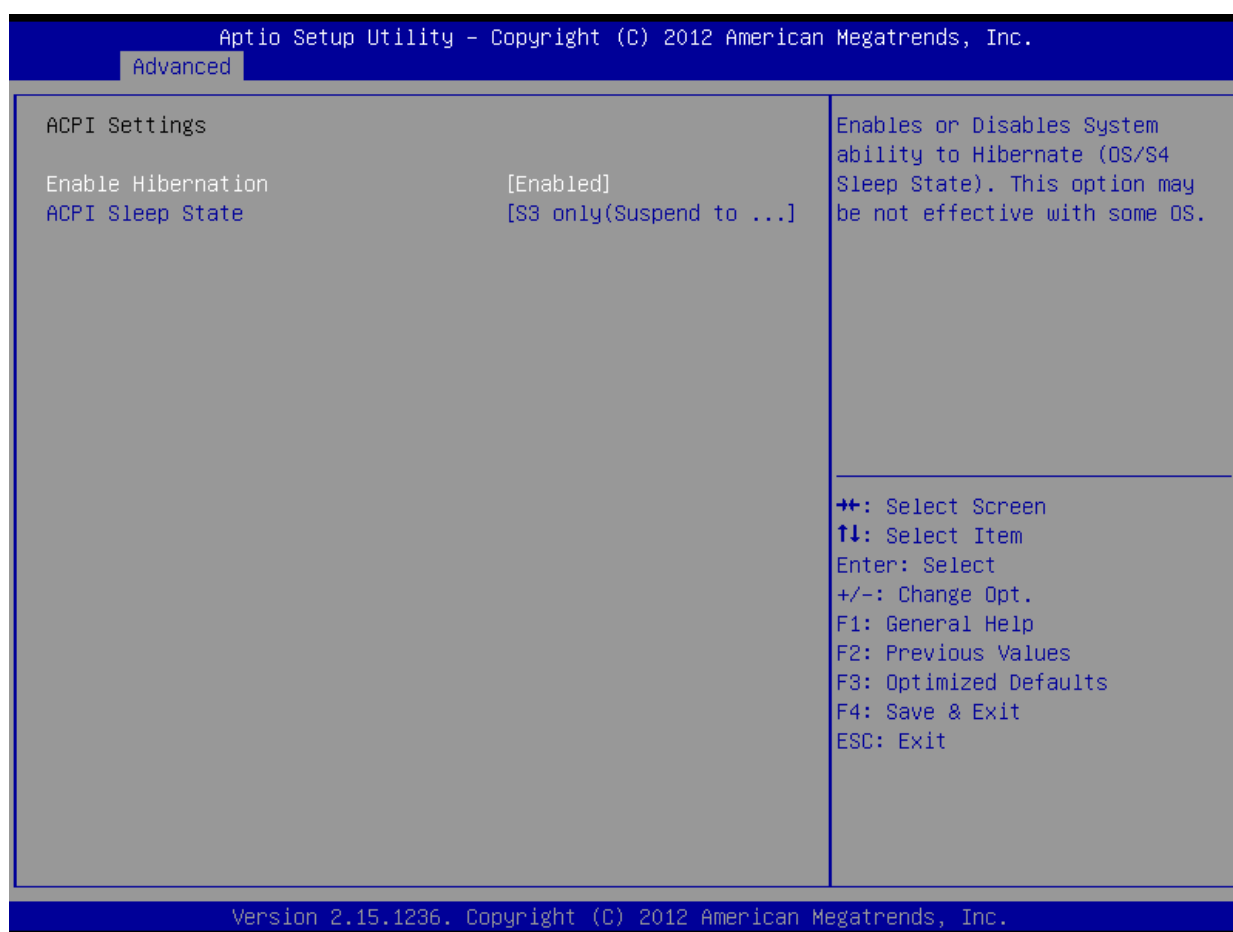 Aptio Setup Utility – Copyright (C) 2012 American Megatrends, Inc.
Advanced
ACPI Settings
Enable Hibernation [Enabled]
ACPI Sleep State [S3 only(Suspend to ...]
Enables or Disables System
ability to Hibernate (OS/S4
Sleep State). This option may
be not effective with some OS.
→←: Select Screen
↑↓: Select Item
Enter: Select
+/-: Change Opt.
F1: General Help
F2: Previous Values
F3: Optimized Defaults
F4: Save & Exit
ESC: Exit
Version 2.15.1236. Copyright (C) 2012 American Megatrends, Inc.